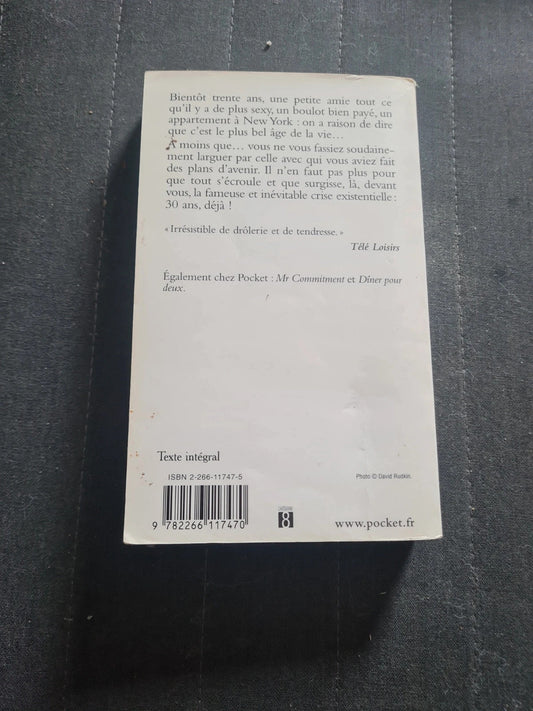 Bientôt trente ans, une petite amie tout ce
qu'il y a de plus sexy, un boulot bien payé, un
appartement à New York : on a raison de dire
que c'est le plus bel âge de la vie…
À moins que… vous ne vous fassiez soudaine-
ment larguer par celle avec qui vous aviez fait
des plans d'avenir. Il n'en faut pas plus pour
que tout s'écroule et que surgisse, là, devant
vous, la fameuse et inévitable crise existentielle :
30 ans, déjà !
« Irrésistible de drôlerie et de tendresse. »
Télé Loisirs
Également chez Pocket : Mr Commitment et Dîner pour
deux.
Texte intégral
ISBN 2-266-11747-5
Photo © David Rudkin.
9 782266 117470
8
www.pocket.fr